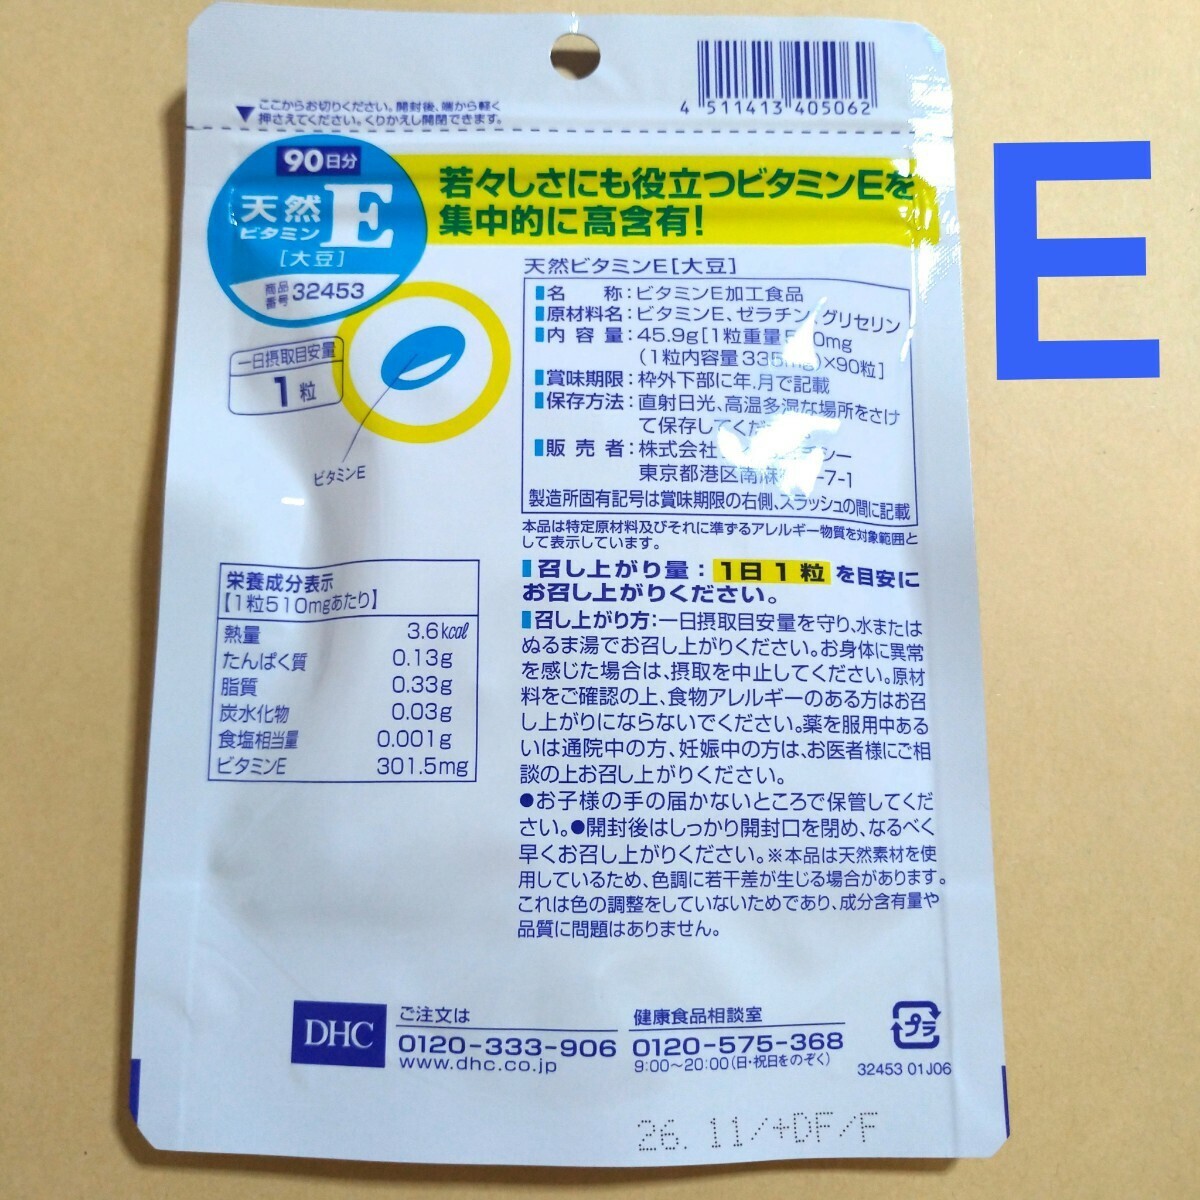 ここからお切りください。開封後、端から軽く
押さえてください。くりかえし開閉できます。
4 511413 405062
90日分
天然
ビタミン
E
[大豆]
商品
番号 32453
若々しさにも役立つビタミンEを
集中的に高含有!
一日摂取目安量
1粒
ビタミンE
天然ビタミンE[大豆]
名 称:ビタミンE加工食品
原材料名:ビタミンE、ゼラチン、グリセリン
内容量:45.9g[1粒重量 mg
(1粒内容量335mg)×90粒]
賞味期限:枠外下部に年.月で記載
保存方法:直射日光、高温多湿な場所をさけ
て保存してくだ
販売者:株式会社 シー
東京都港区南麻 -7-1
製造所固有記号は賞味期限の右側、スラッシュの間に記載
本品は特定原材料及びそれに準ずるアレルギー物質を対象範囲と
して表示しています。
召し上がり量:1日1粒を目安に
お召し上がりください。
召し上がり方:一日摂取目安量を守り、水または
ぬるま湯でお召し上がりください。お身体に異常
を感じた場合は、摂取を中止してください。原材
料をご確認の上、食物アレルギーのある方はお召
し上がりにならないでください。薬を服用中ある
いは通院中の方、妊娠中の方は、お医者様にご相
談の上お召し上がりください。
●お子様の手の届かないところで保管してくだ
さい。●開封後はしっかり開封口を閉め、なるべく
早くお召し上がりください。※本品は天然素材を使
用しているため、色調に若干差が生じる場合があります。
これは色の調整をしていないためであり、成分含有量や
品質に問題はありません。
栄養成分表示
【1粒510mgあたり】
熱量 3.6kcal
たんぱく質 0.13g
脂質 0.33g
炭水化物 0.03g
食塩相当量 0.001g
ビタミンE 301.5mg
DHC
ご注文は
0120-333-906
www.dhc.co.jp
健康食品相談室
0120-575-368
9:00〜20:00(日・祝日をのぞく)
プラ
32453 01J06
26. 11/+DF/F
E